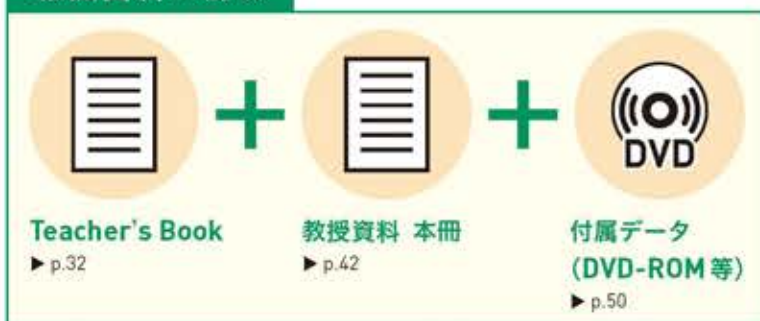 DVD
Teacher's Book
▶ p.32
教授資料 本冊
▶ p.42
付属データ
(DVD-ROM 等)
▶ p.50